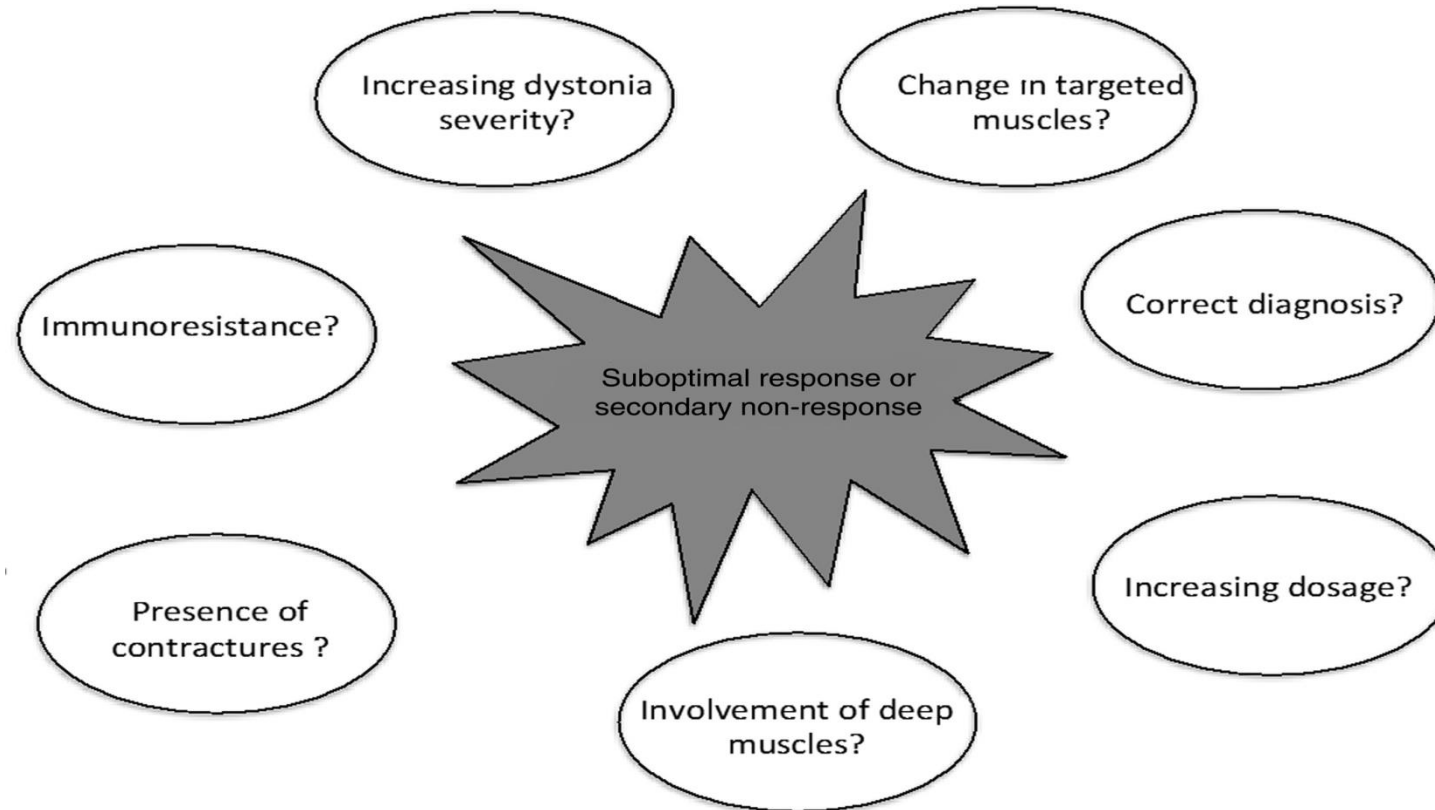 Increasing dystonia
severity?
Change in targeted
muscles?
Immunoresistance?
Correct diagnosis?
Suboptimal response or
secondary non-response
Presence of
contractures ?
Increasing dosage?
Involvement of deep
muscles?